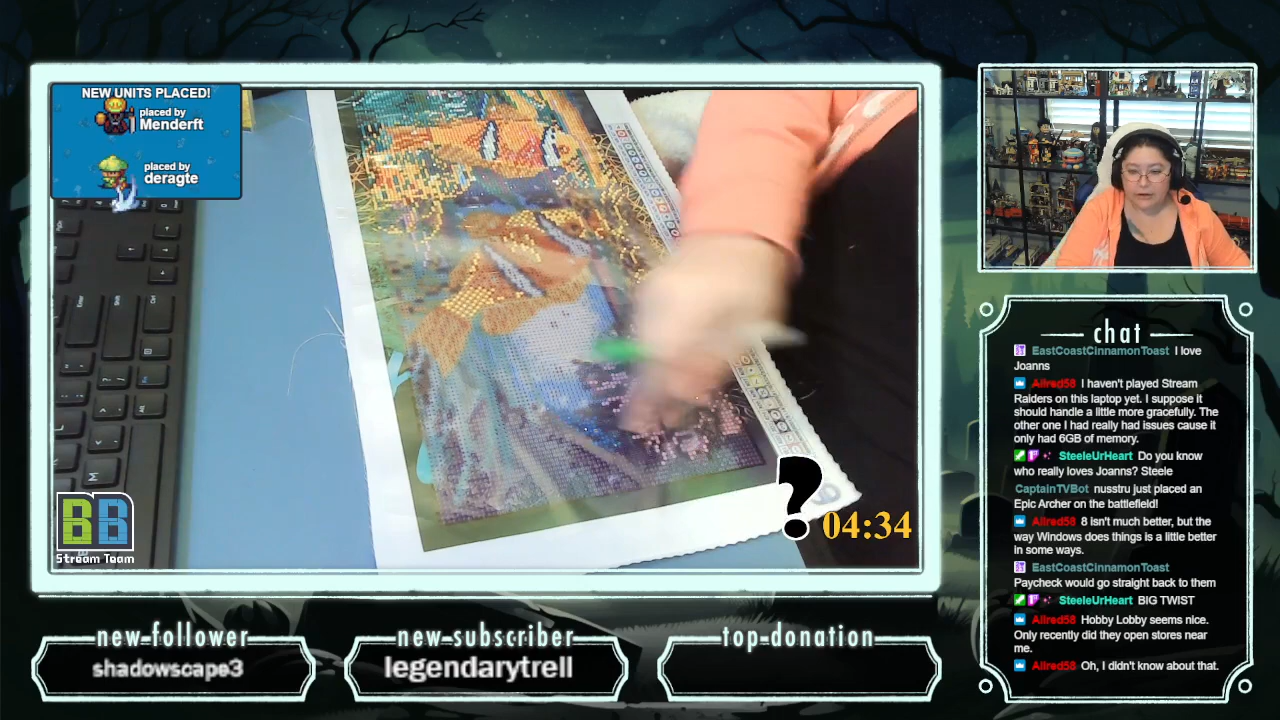 NEW UNITS PLACED!
placed by
Menderft
placed by
deragte
Enter
Shift
Ctrl
Alt
M
BB
Stream Team
?
04:34
chat
EastCoastCinnamonToast I love
Joanns
Allred58 I haven't played Stream
Raiders on this laptop yet. I suppose it
should handle a little more gracefully. The
other one I had really had issues cause it
only had 6GB of memory.
SteeleUrHeart Do you know
who really loves Joanns? Steele
CaptainTVBot nusstru just placed an
Epic Archer on the battlefield!
Allred58 8 isn't much better, but the
way Windows does things is a little better
in some ways.
EastCoastCinnamonToast
Paycheck would go straight back to them
SteeleUrHeart BIG TWIST
Allred58 Hobby Lobby seems nice.
Only recently did they open stores near
me.
Allred58 Oh, I didn't know about that.
new follower
shadowscape3
new subscriber
legendarytrell
top donation